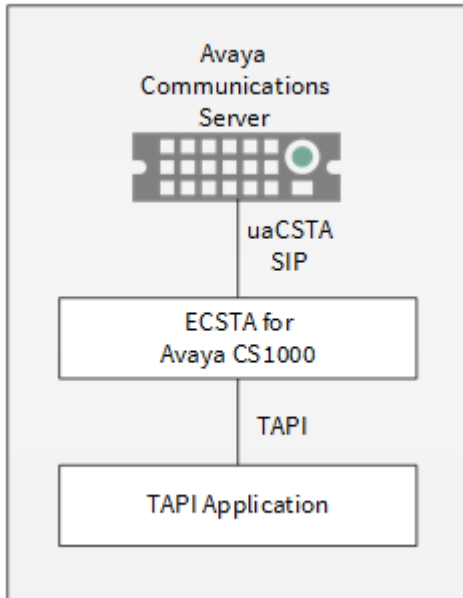 Avaya
Communications
Server
uaCSTA
SIP
ECSTA for
Avaya CS1000
TAPI
TAPI Application